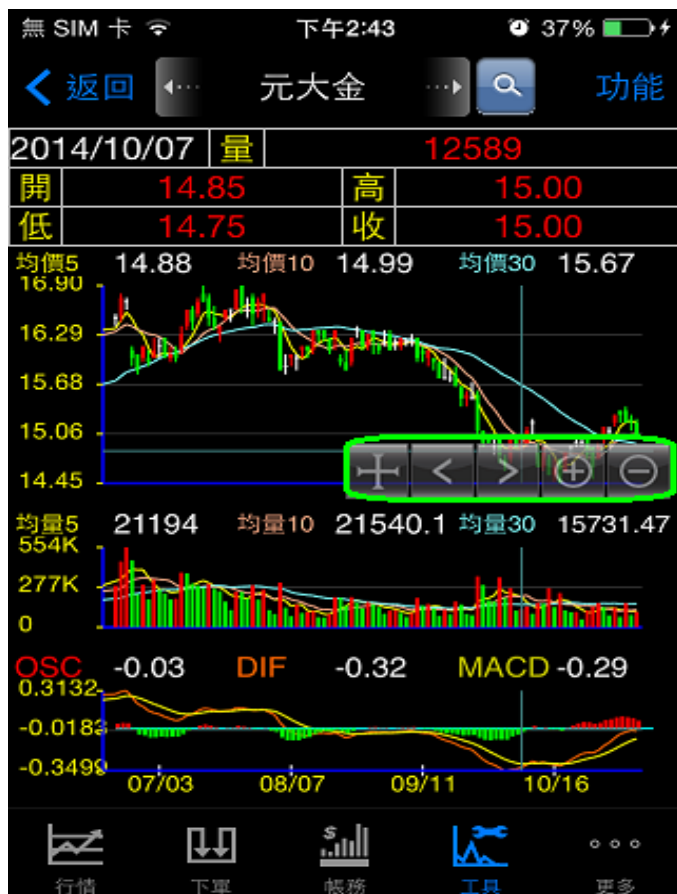 無 SIM 卡 下午2:43 37%
返回 元大金 功能
2014/10/07 量 12589
開 14.85 高 15.00
低 14.75 收 15.00
均價5 14.88 均價10 14.99 均價30 15.67
16.90
16.29
15.68
15.06
14.45
均量5 21194 均量10 21540.1 均量30 15731.47
554K
277K
0
OSC -0.03 DIF -0.32 MACD -0.29
0.3132
-0.0183
-0.3499
07/03 08/07 09/11 10/16
行情 下單 帳務 工具 更多